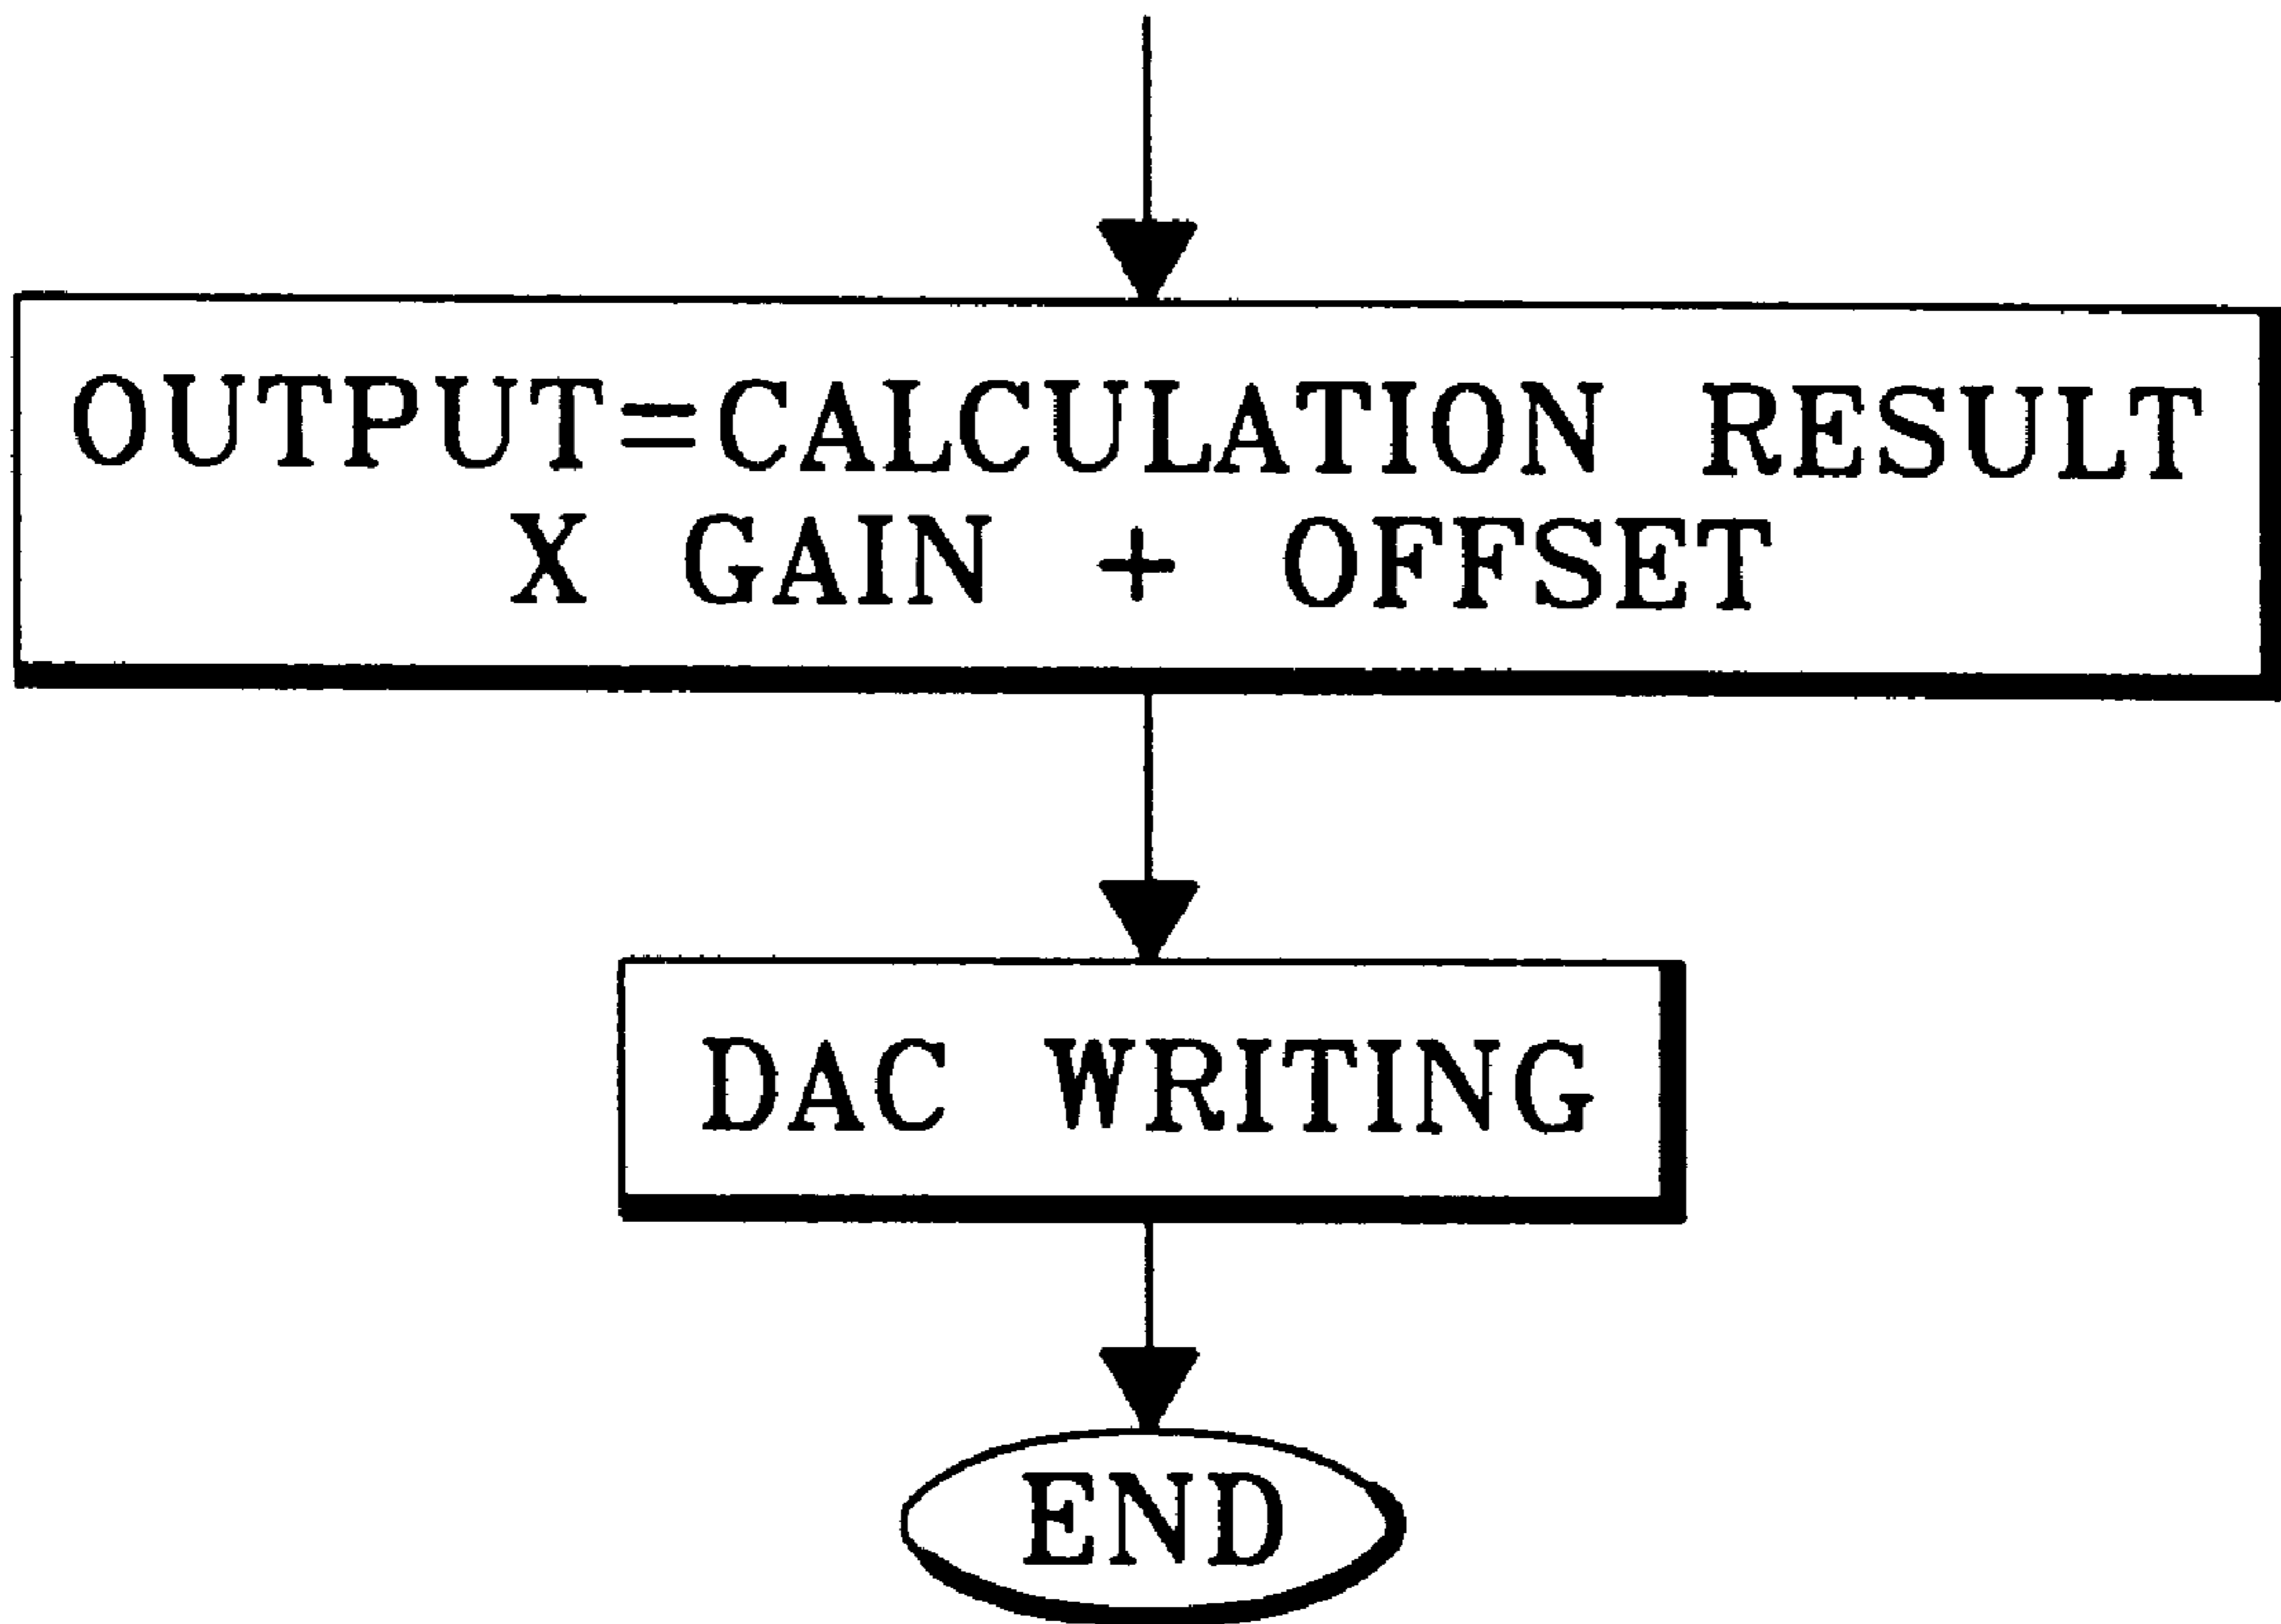 OUTPUT=CALCULATION RESULT
X GAIN + OFFSET
DAC WRITING
END